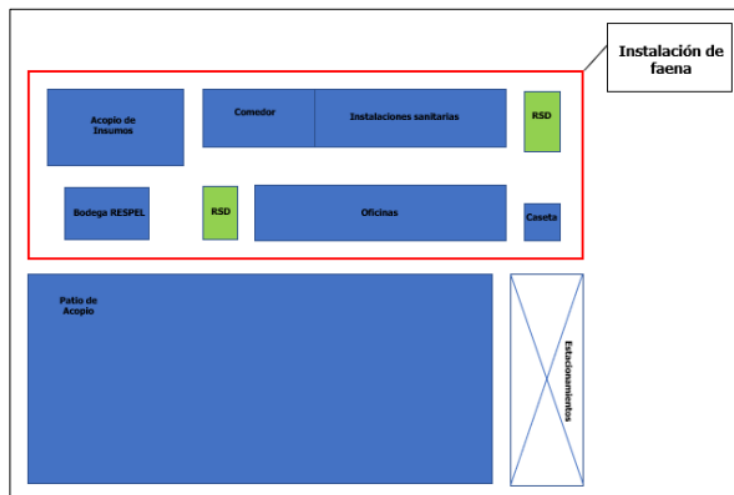 Instalación de
faena
Acopio de
Insumos
Comedor
Instalaciones sanitarias
RSD
Bodega RESPEL
RSD
Oficinas
Caseta
Patio de
Acopio
Estacionamientos